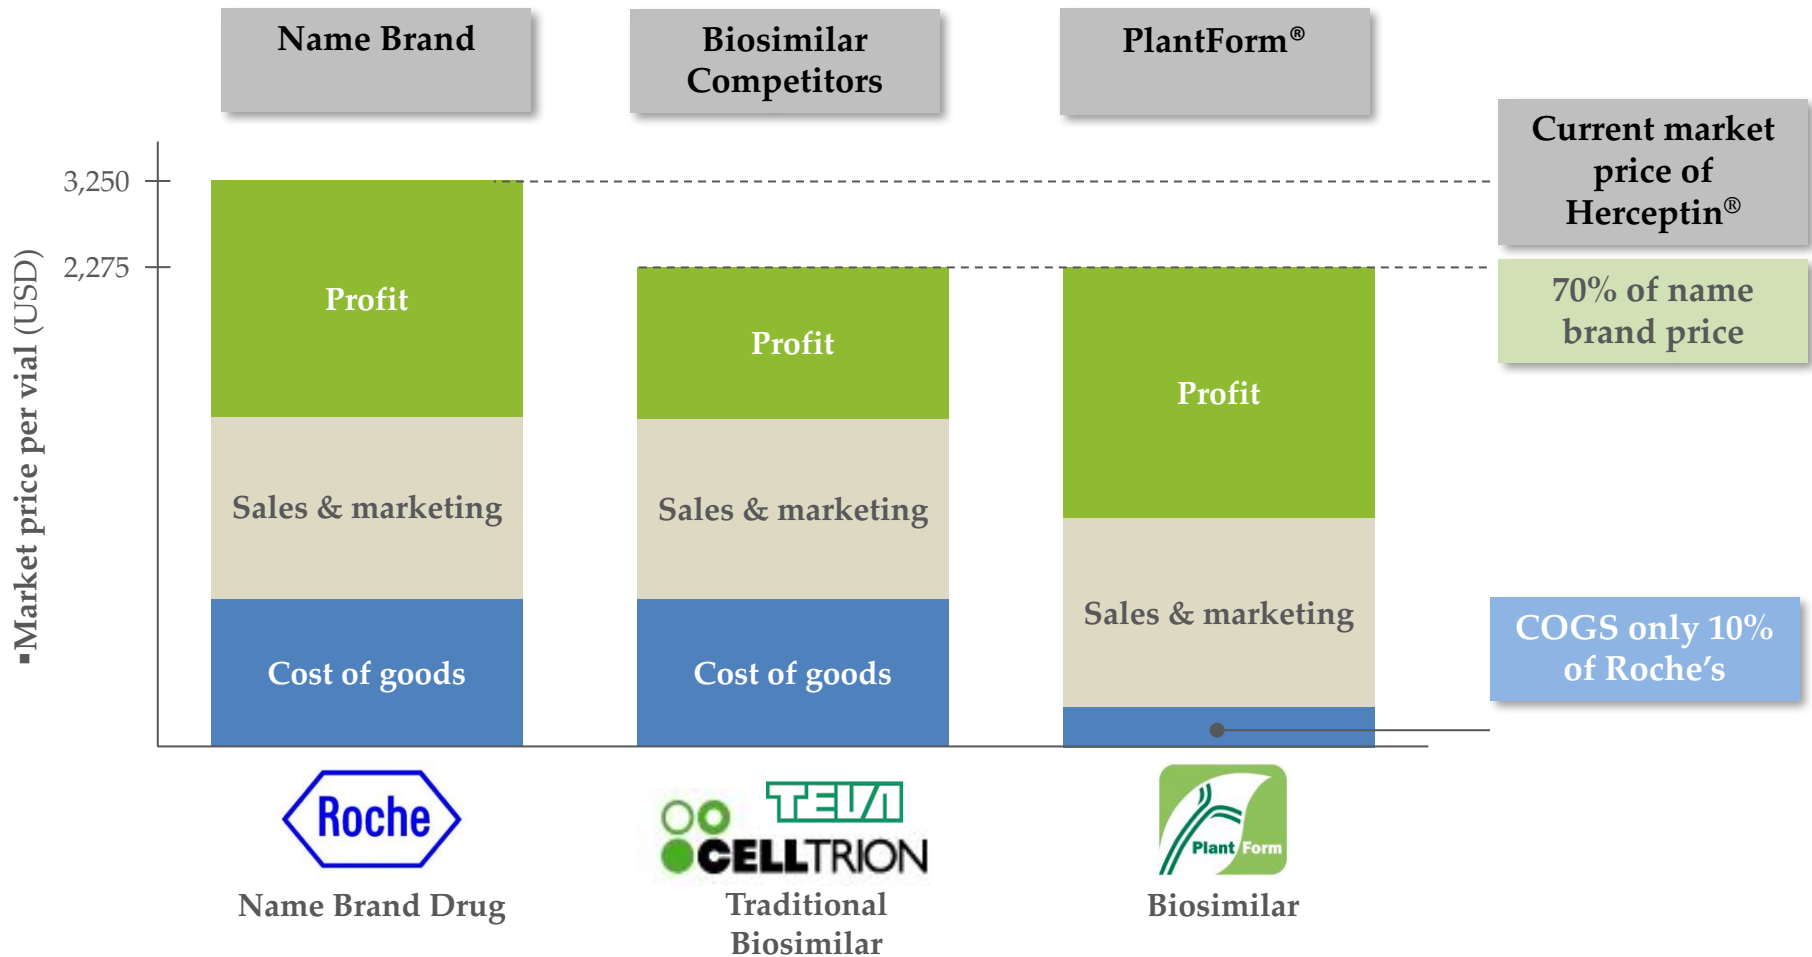 Name Brand
Biosimilar
Competitors
PlantForm®
Current market
price of
Herceptin®
70% of name
brand price
COGS only 10%
of Roche's
▪Market price per vial (USD)
3,250
2,275
Profit
Sales & marketing
Cost of goods
Profit
Sales & marketing
Cost of goods
Profit
Sales & marketing
Roche
Name Brand Drug
TEVA
CELLTRION
Traditional
Biosimilar
Plant Form
Biosimilar